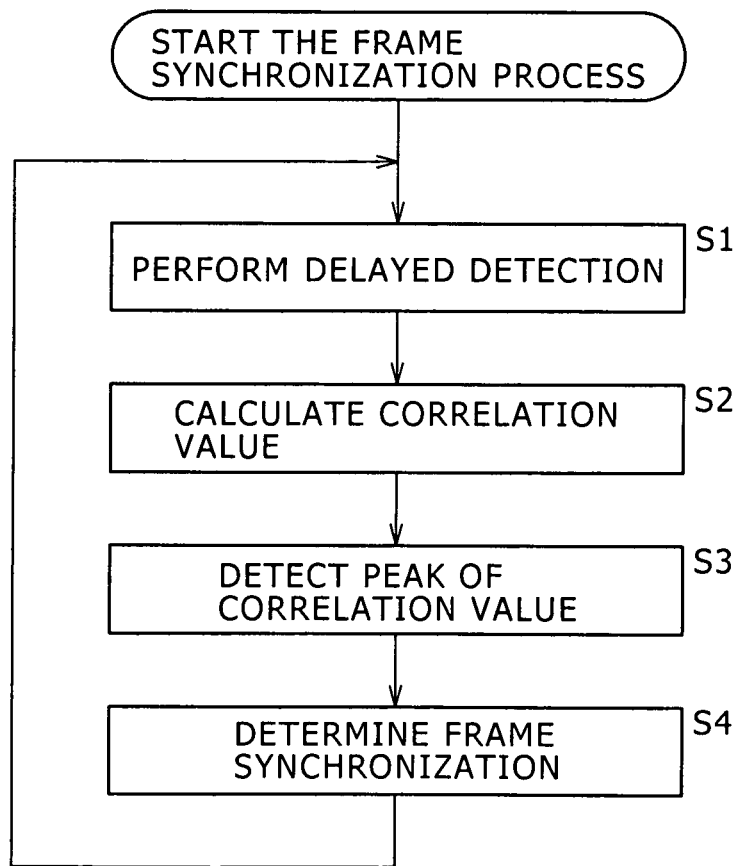 START THE FRAME
SYNCHRONIZATION PROCESS
S1
PERFORM DELAYED DETECTION
S2
CALCULATE CORRELATION
VALUE
S3
DETECT PEAK OF
CORRELATION VALUE
S4
DETERMINE FRAME
SYNCHRONIZATION